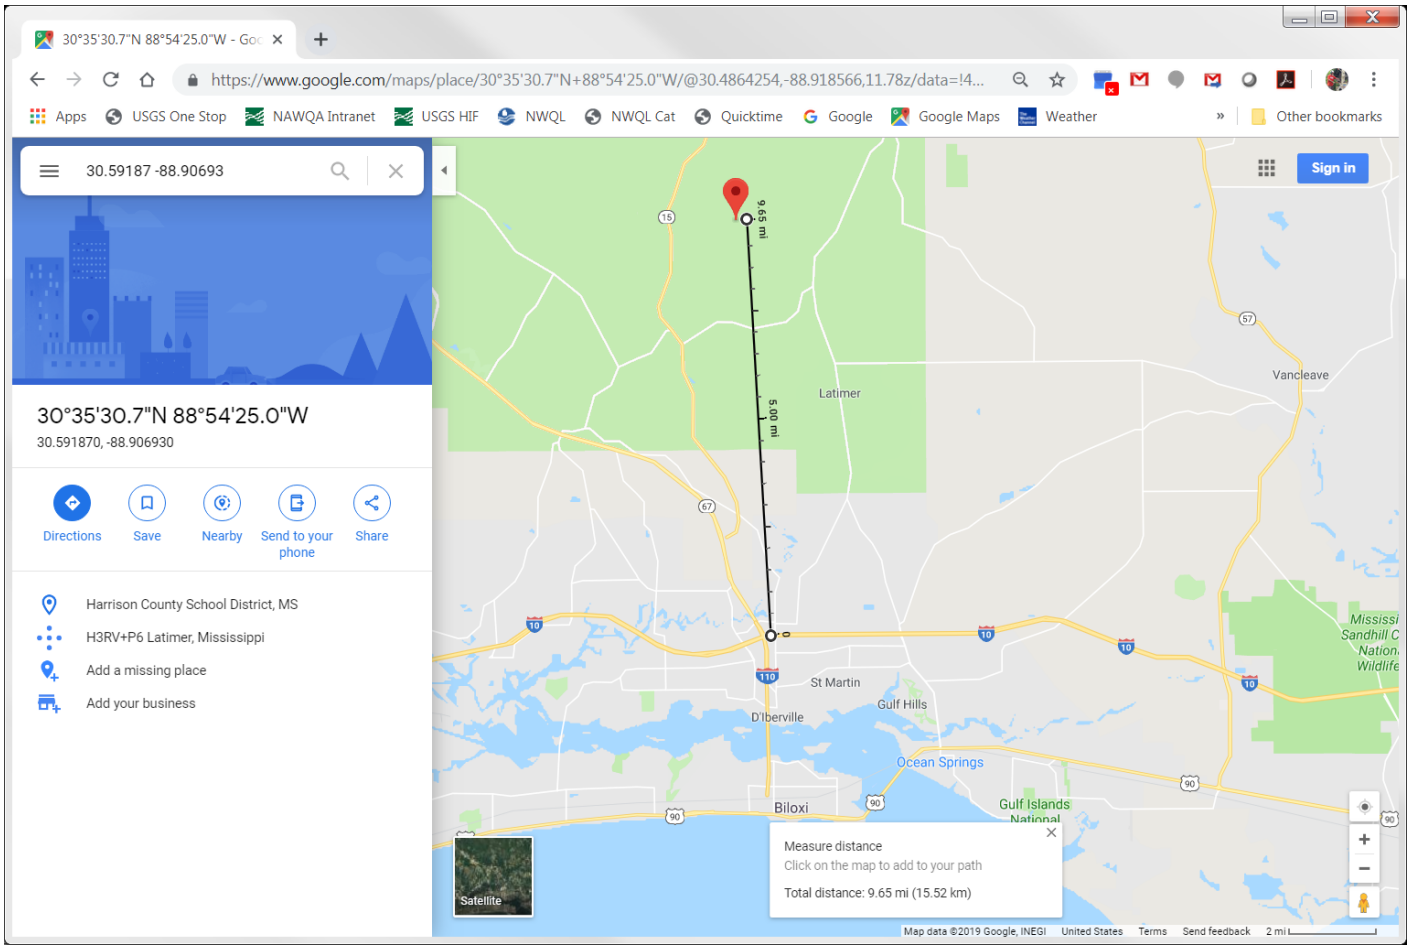 30°35'30.7"N 88°54'25.0"W - Goo
https://www.google.com/maps/place/30°35'30.7"N+88°54'25.0"W/@30.4864254,-88.918566,11.78z/data=!4...
Apps USGS One Stop NAWQA Intranet USGS HIF NWQL NWQL Cat Quicktime Google Google Maps Weather » Other bookmarks
30.59187 -88.90693
Sign in
30°35'30.7"N 88°54'25.0"W
30.591870, -88.906930
Directions
Save
Nearby
Send to your
phone
Share
Harrison County School District, MS
H3RV+P6 Latimer, Mississippi
Add a missing place
Add your business
15
9.65 mi
57
Vancleave
Latimer
5.00 mi
67
10
0
10
10
Mississi
Sandhill C
Nation
Wildlife
10
110
St Martin
Gulf Hills
D'Iberville
Ocean Springs
90
90
90
90
Biloxi
Gulf Islands
National
Measure distance
Click on the map to add to your path
Total distance: 9.65 mi (15.52 km)
Satellite
Map data ©2019 Google, INEGI United States Terms Send feedback 2 mi